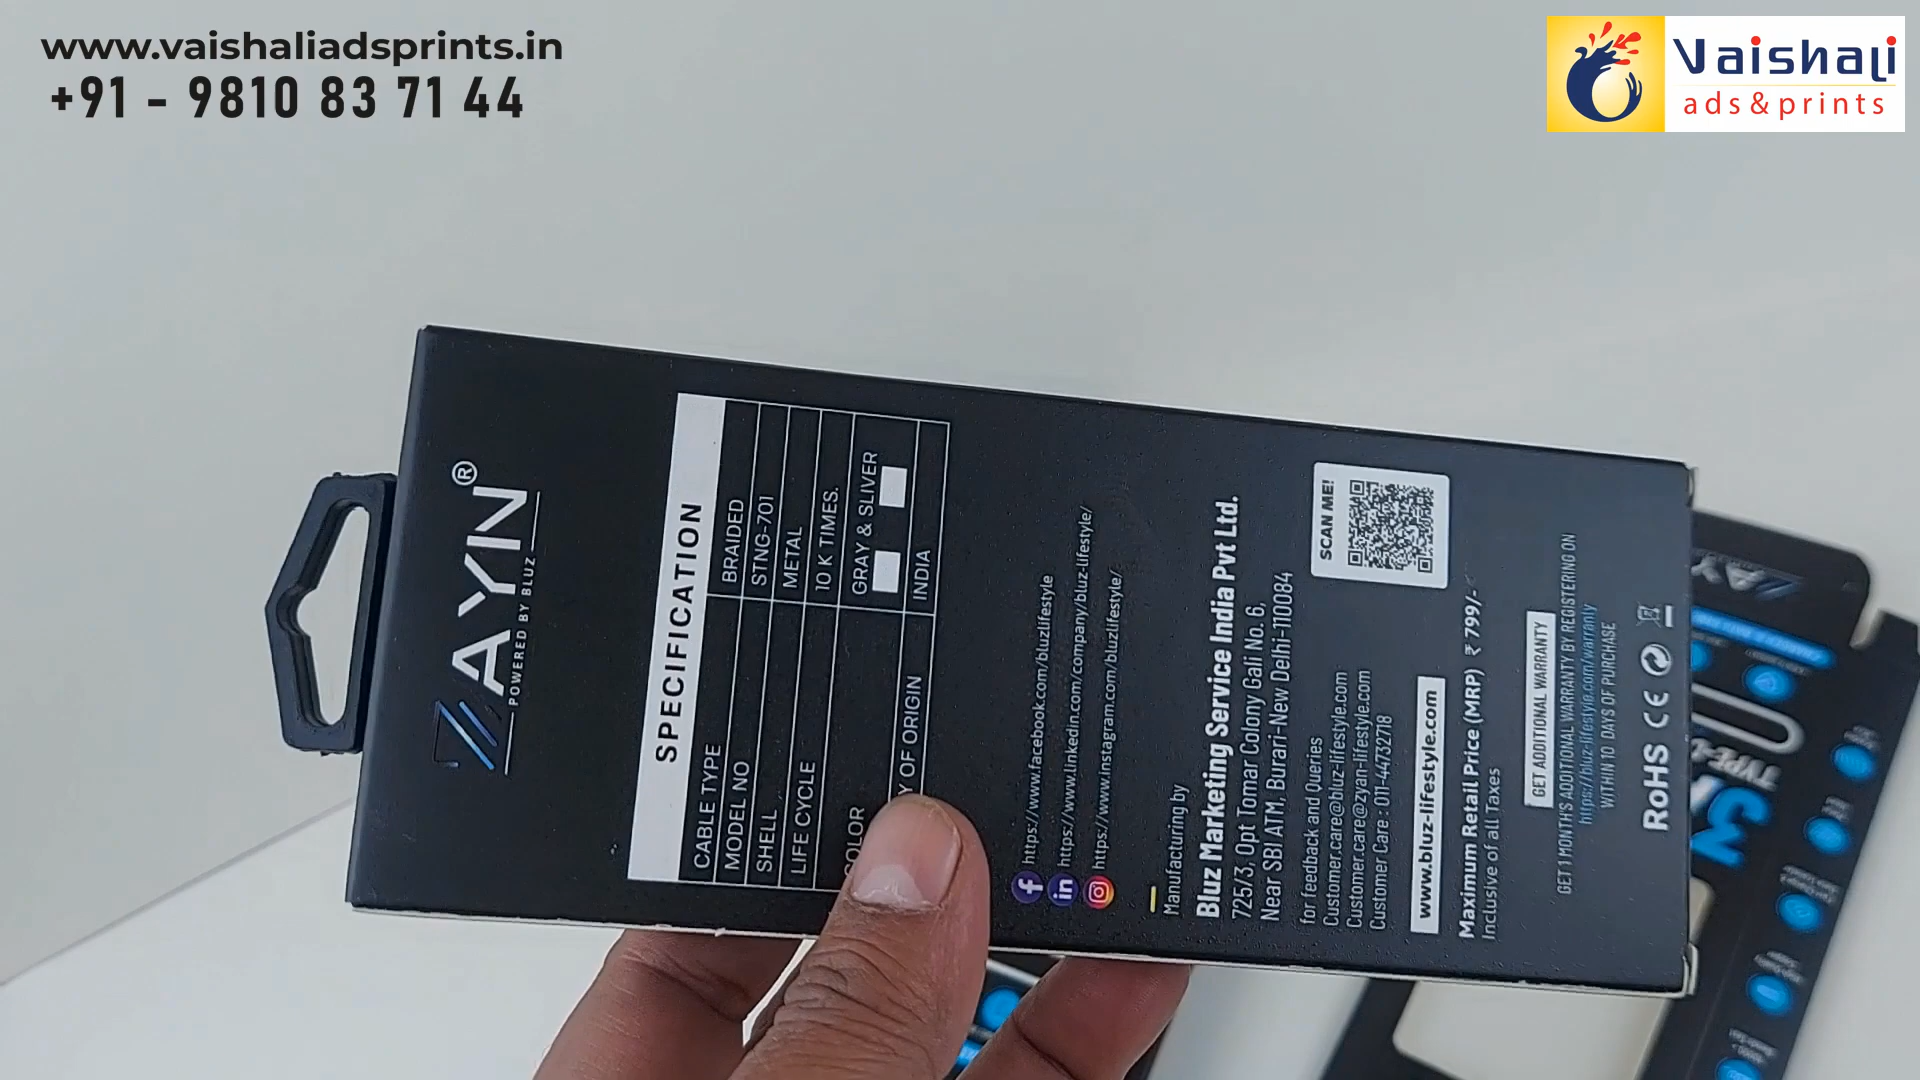 www.vaishaliadsprints.in
+91 - 9810 83 71 44
Vaishali
ads & prints
ZAYIN®
POWERED BY BLUZ
SPECIFICATION
CABLE TYPE BRAIDED
MODEL NO STNG-701
SHELL METAL
LIFE CYCLE 10 K TIMES.
COLOR GRAY & SLIVER
Y OF ORIGIN INDIA
https://www.facebook.com/bluzlifestyle
https://www.linkedin.com/company/bluz-lifestyle/
https://www.instagram.com/bluzlifestyle/
Manufacturing by
Bluz Marketing Service India Pvt Ltd.
725/3, Opt Tomar Colony Gali No. 6,
Near SBI ATM, Burari-New Delhi-110084
for feedback and Queries
Customer.care@bluz-lifestyle.com
Customer.care@zyan-lifestyle.com
Customer Care : 011-44732718
SCAN ME!
www.bluz-lifestyle.com
Maximum Retail Price (MRP) ₹ 799/-
Inclusive of all Taxes
GET ADDITIONAL WARRANTY
GET 1 MONTHS ADDITIONAL WARRANTY BY REGISTERING ON
https://bluz-lifestyle.com/warranty
WITHIN 10 DAYS OF PURCHASE
RoHS CE